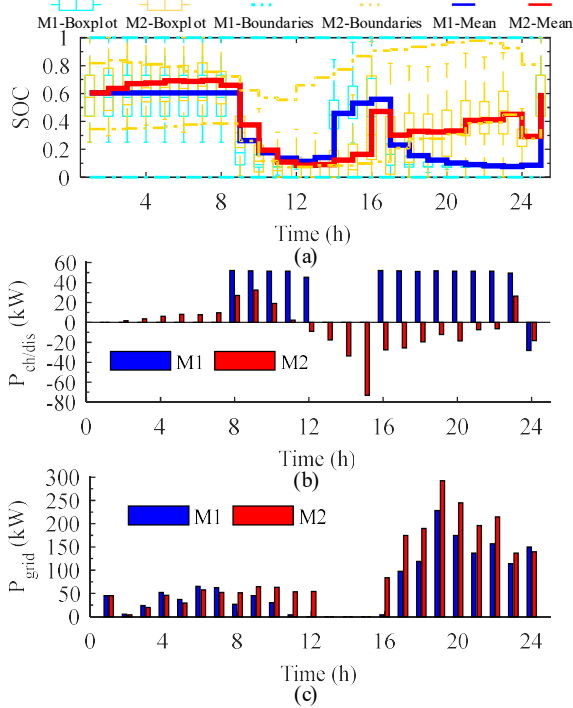 M1-Boxplot M2-Boxplot M1-Boundaries M2-Boundaries M1-Mean M2-Mean
1
0.8
0.6
0.4
0.2
0
SOC
4 8 12 16 20 24
Time (h)
(a)
60
40
20
0
-20
-40
-60
-80
P ch/dis (kW)
M1 M2
0 4 8 12 16 20 24
Time (h)
(b)
300
250
200
150
100
50
0
P grid (kW)
M1 M2
0 4 8 12 16 20 24
Time (h)
(c)